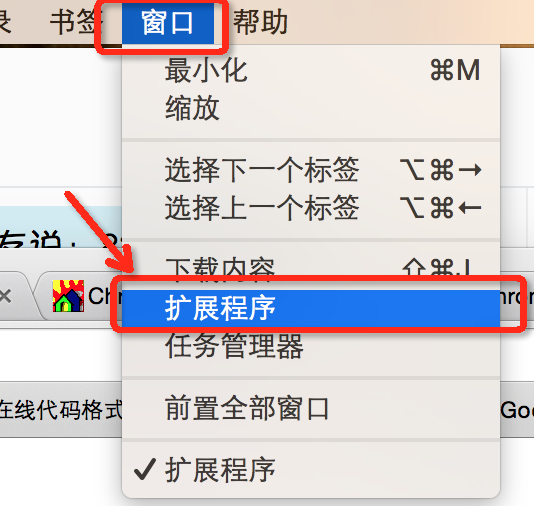 录 书签 窗口 帮助
最小化 ⌘M
缩放
选择下一个标签 ⌥⌘→
选择上一个标签 ⌥⌘←
友说：
下载内容 ⇧⌘J
Ch
扩展程序
hron
任务管理器
在线代码格式
前置全部窗口
Goo
✓ 扩展程序